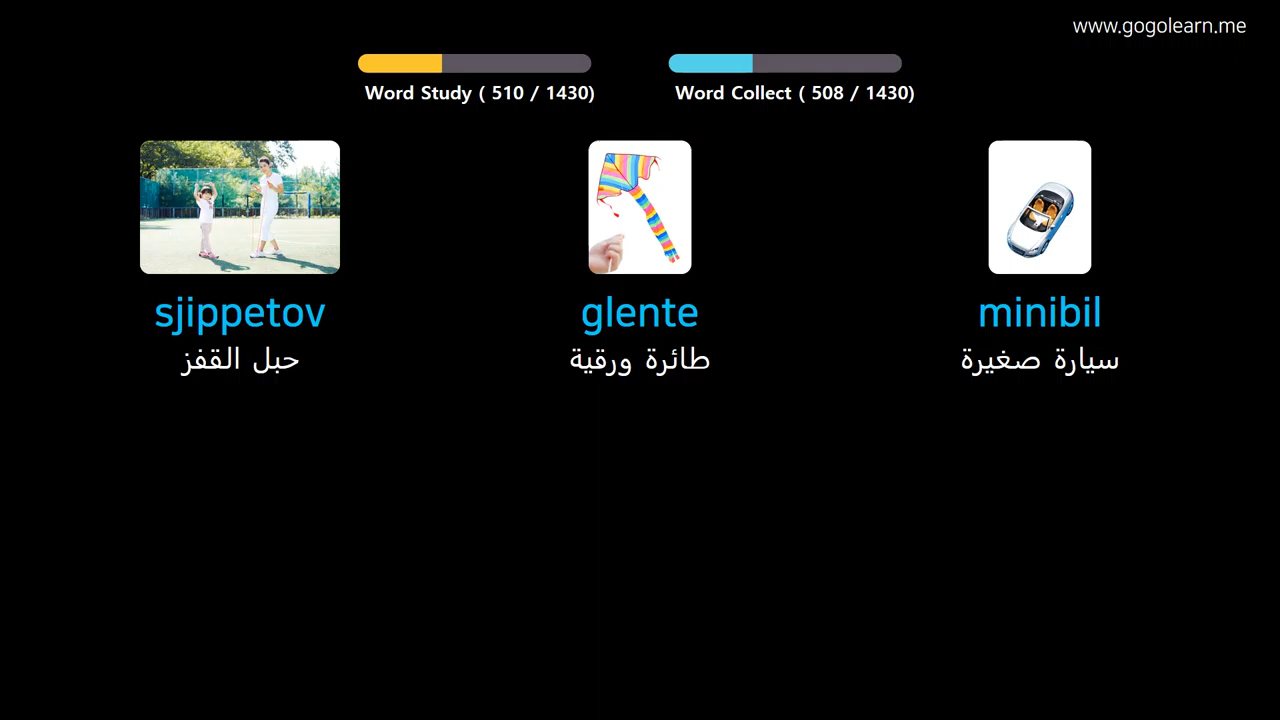 www.gogolearn.me
Word Study ( 510 / 1430)
Word Collect ( 508 / 1430)
sjippetov
حبل القفز
glente
طائرة ورقية
minibil
سيارة صغيرة